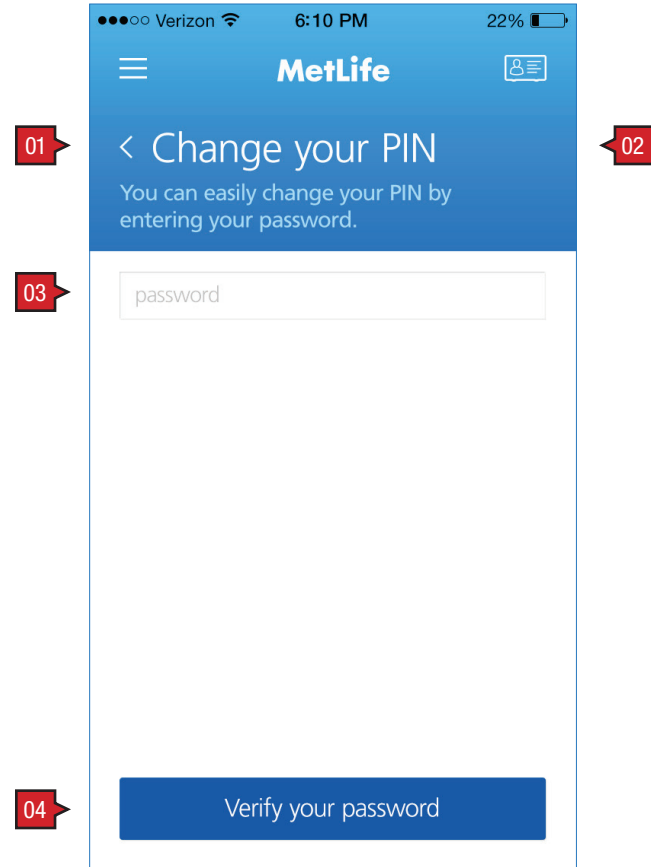 Verizon 6:10 PM 22%
MetLife
01 < Change your PIN 02
You can easily change your PIN by
entering your password.
03 password
04 Verify your password